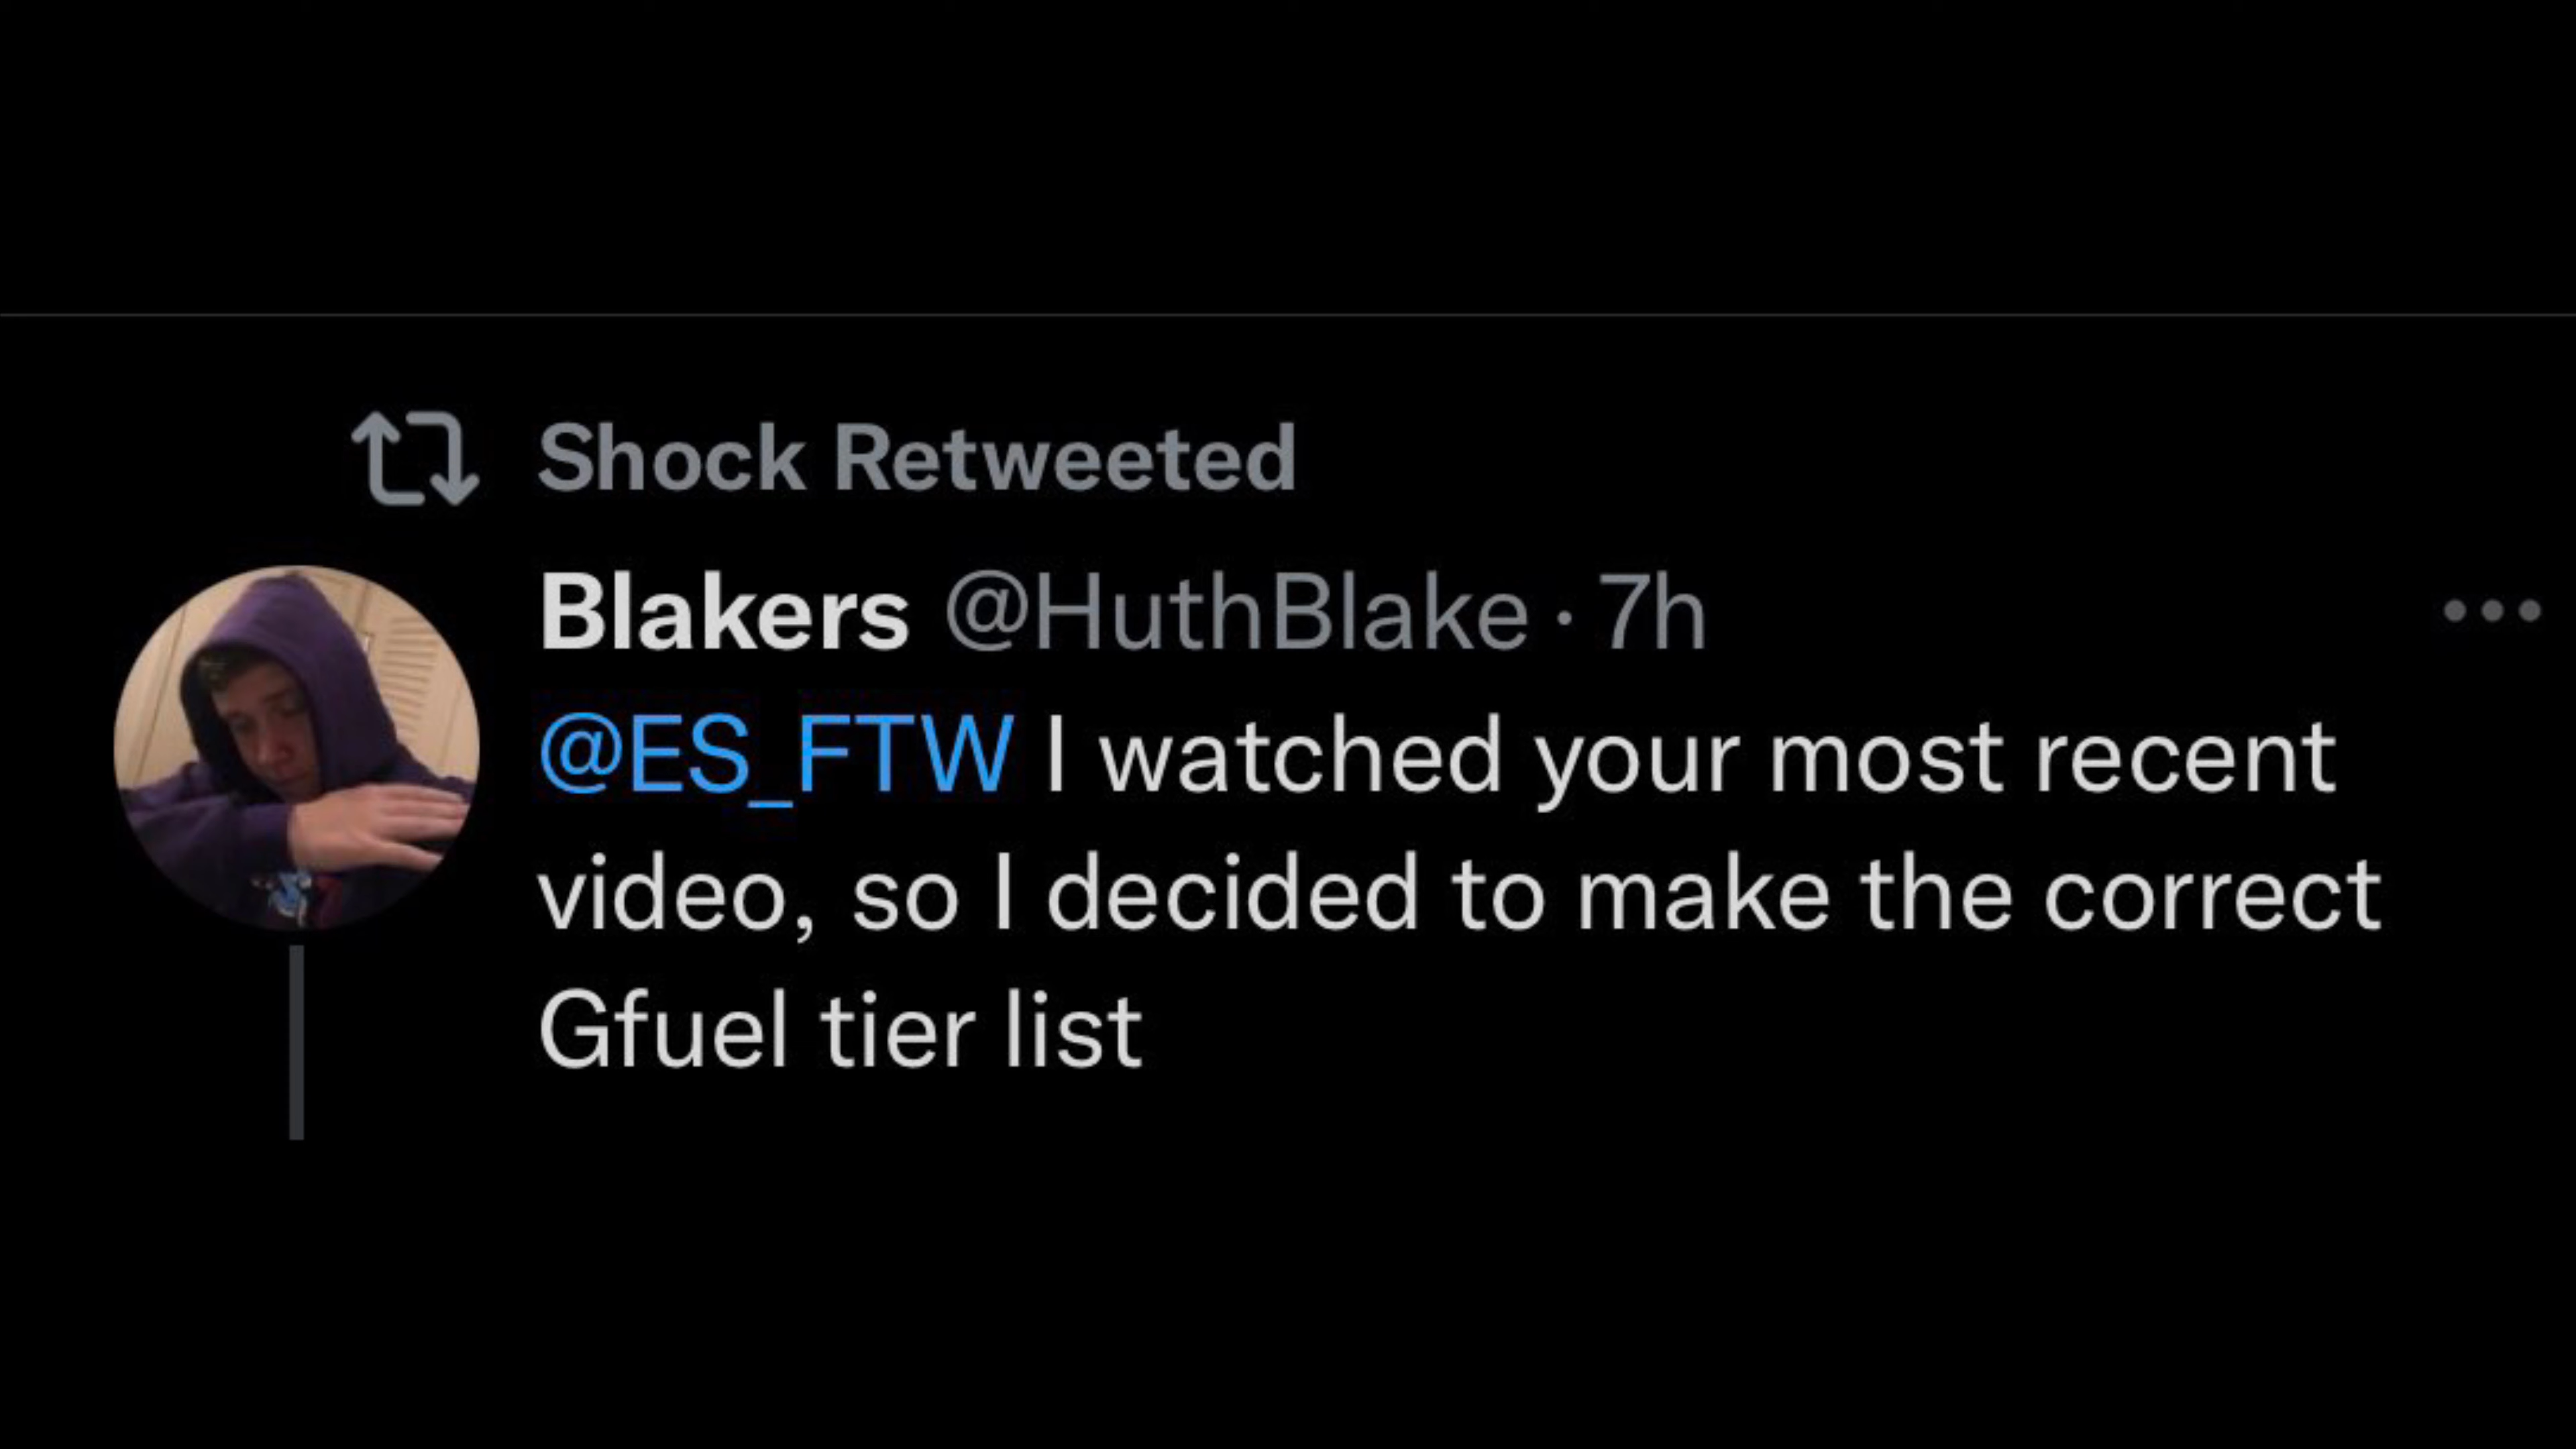 Shock Retweeted
Blakers @HuthBlake · 7h
@ES_FTW I watched your most recent
video, so I decided to make the correct
Gfuel tier list